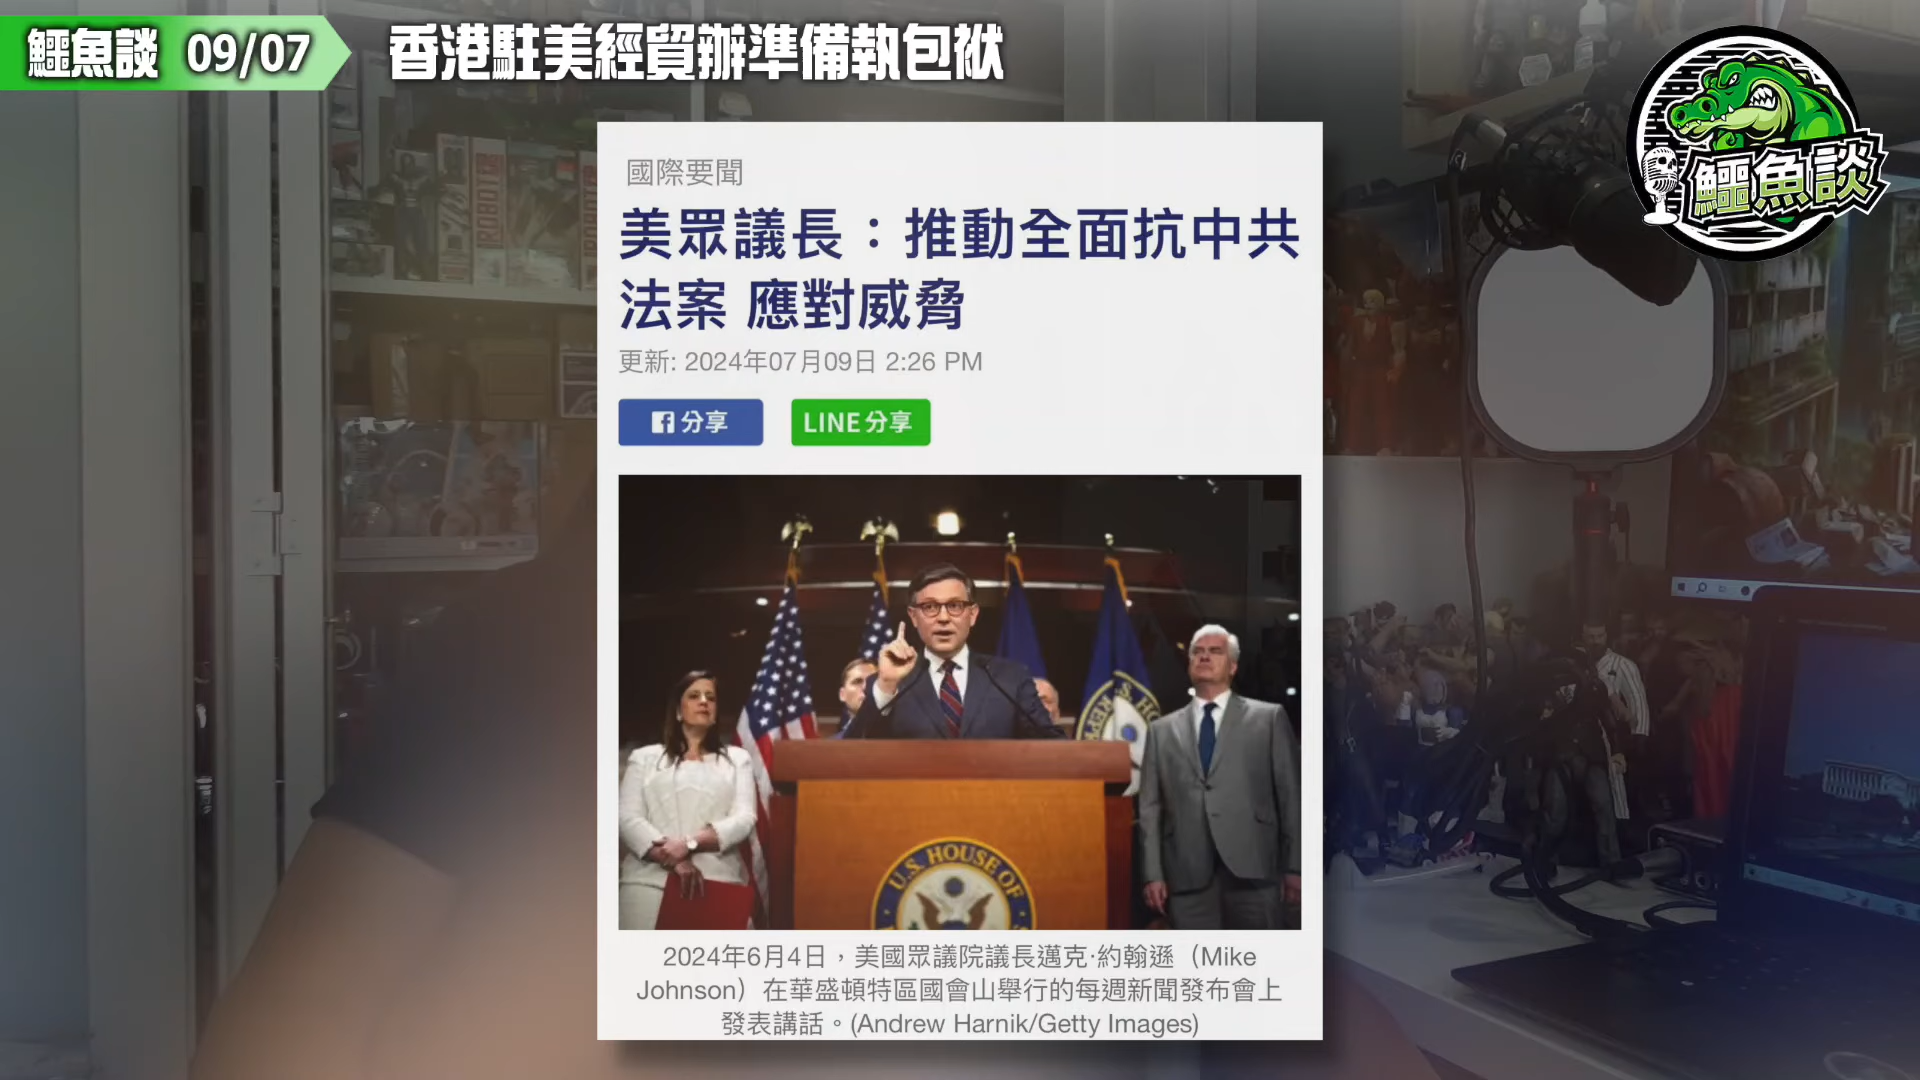 鱷魚談 09/07 香港駐美經貿辦準備執包袱
鱷魚談
國際要聞
美眾議長：推動全面抗中共
法案 應對威脅
更新: 2024年07月09日 2:26 PM
分享 LINE分享
U.S. HOUSE OF
2024年6月4日，美國眾議院議長邁克·約翰遜（Mike
Johnson）在華盛頓特區國會山舉行的每週新聞發布會上
發表講話。(Andrew Harnik/Getty Images)